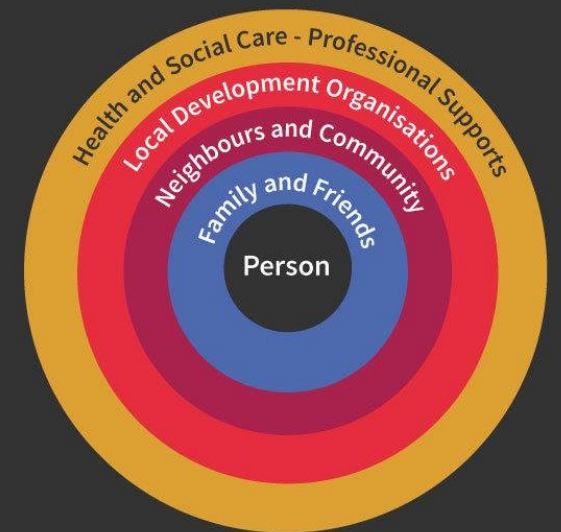 Health and Social Care - Professional Supports
Local Development Organisations
Neighbours and Community
Family and Friends
Person